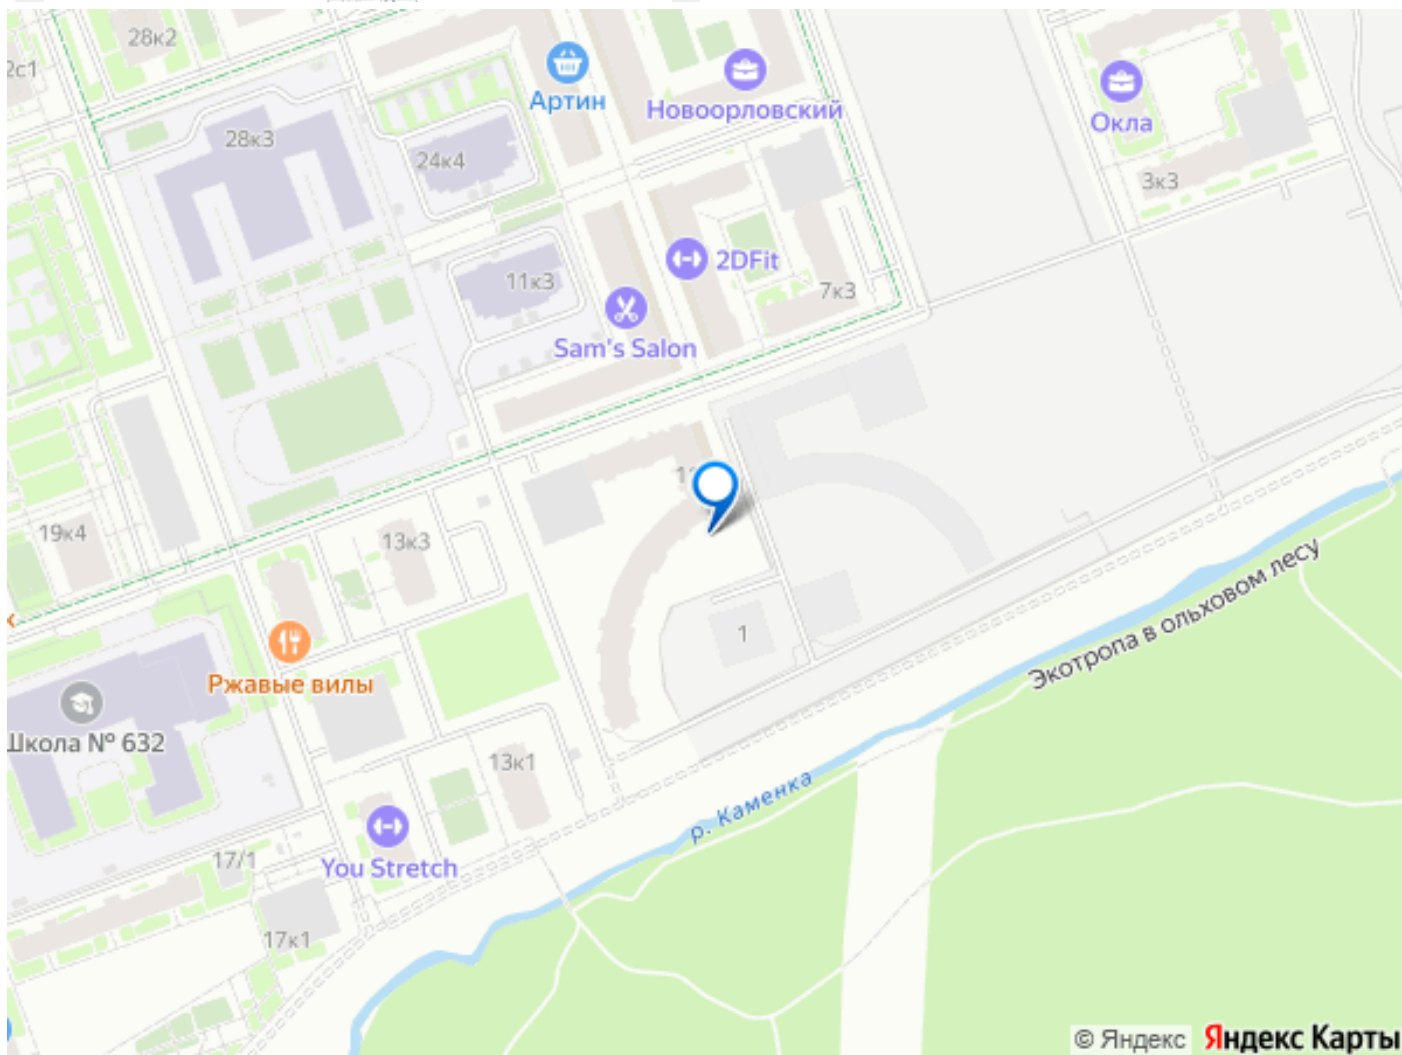 28к2
2с1
Артин
Новоорловский
Окла
28к3
24к4
3к3
2DFit
11к3
7к3
Sam's Salon
19к4
13к3
1
Экотропа в ольховом лесу
Ржавые вилы
Школа № 632
13к1
р. Каменка
17/1
You Stretch
17к1
© Яндекс Яндекс Карты